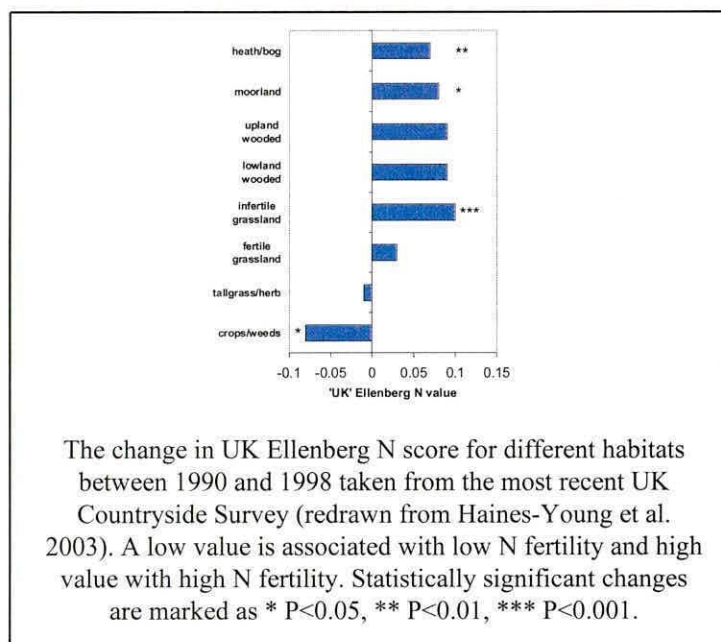 heath/bog
**
moorland
*
upland
wooded
lowland
wooded
infertile
grassland
***
fertile
grassland
tallgrass/herb
crops/weeds
*
-0.1 -0.05 0 0.05 0.1 0.15
'UK' Ellenberg N value
The change in UK Ellenberg N score for different habitats
between 1990 and 1998 taken from the most recent UK
Countryside Survey (redrawn from Haines-Young et al.
2003). A low value is associated with low N fertility and high
value with high N fertility. Statistically significant changes
are marked as * P<0.05, ** P<0.01, *** P<0.001.